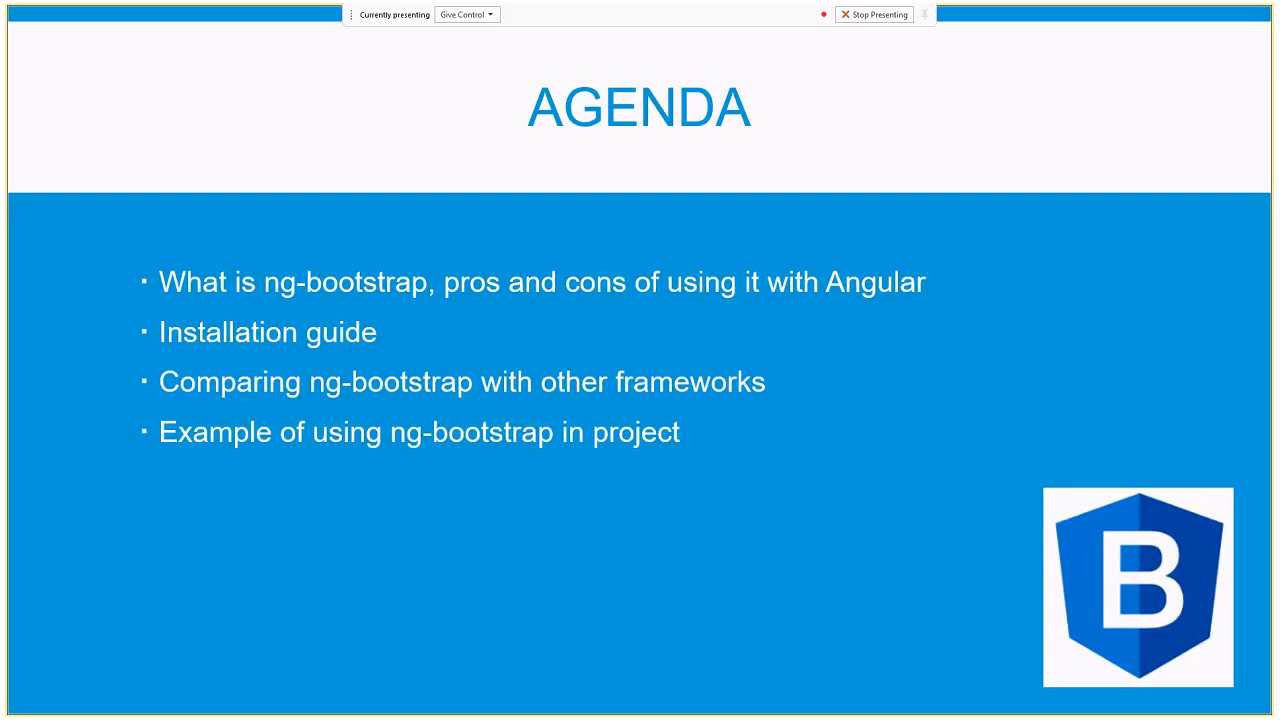 Currently presenting Give Control Stop Presenting
AGENDA
▪ What is ng-bootstrap, pros and cons of using it with Angular
▪ Installation guide
▪ Comparing ng-bootstrap with other frameworks
▪ Example of using ng-bootstrap in project
B